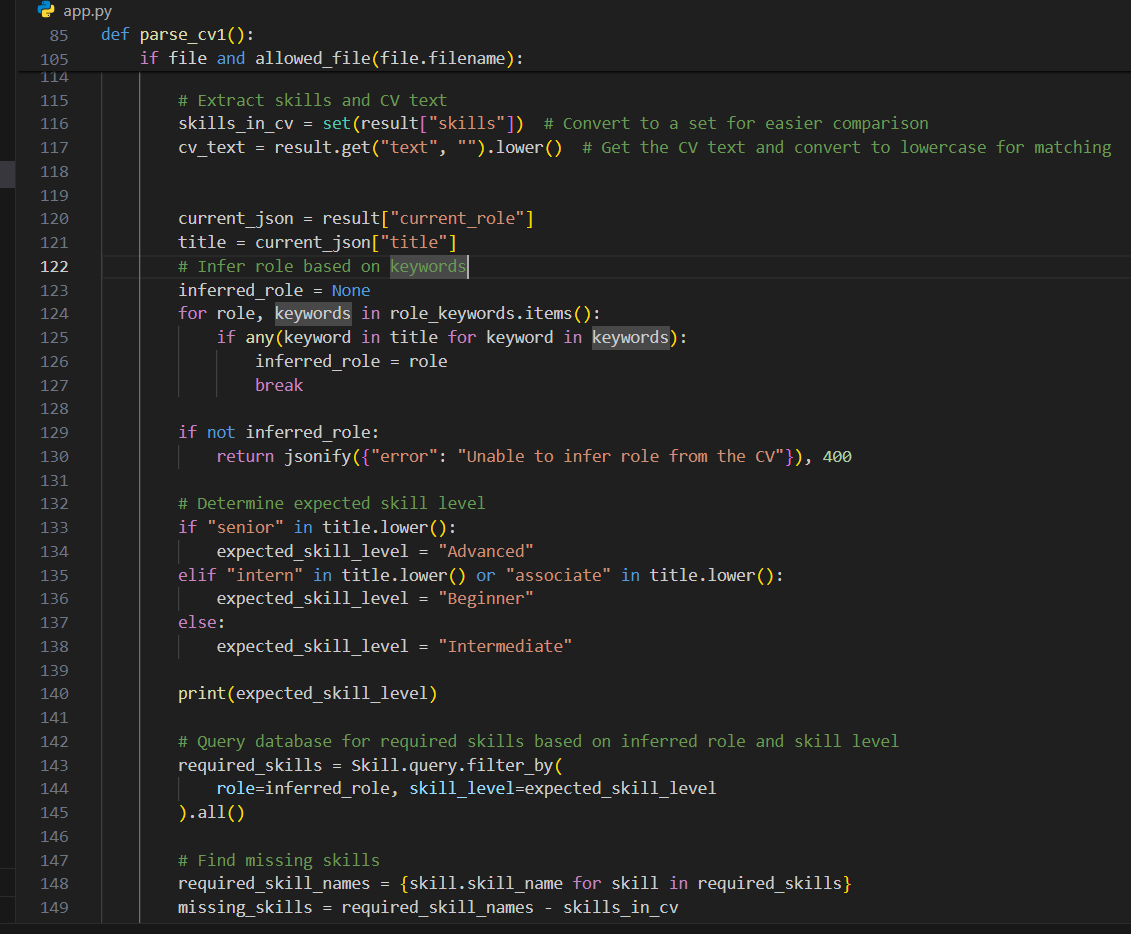 app.py
85 def parse_cv1():
105 if file and allowed_file(file.filename):
114
115 # Extract skills and CV text
116 skills_in_cv = set(result["skills"])  # Convert to a set for easier comparison
117 cv_text = result.get("text", "").lower()  # Get the CV text and convert to lowercase for matching
118
119
120 current_json = result["current_role"]
121 title = current_json["title"]
122 # Infer role based on keywords
123 inferred_role = None
124 for role, keywords in role_keywords.items():
125 if any(keyword in title for keyword in keywords):
126 inferred_role = role
127 break
128
129 if not inferred_role:
130 return jsonify({"error": "Unable to infer role from the CV"}), 400
131
132 # Determine expected skill level
133 if "senior" in title.lower():
134 expected_skill_level = "Advanced"
135 elif "intern" in title.lower() or "associate" in title.lower():
136 expected_skill_level = "Beginner"
137 else:
138 expected_skill_level = "Intermediate"
139
140 print(expected_skill_level)
141
142 # Query database for required skills based on inferred role and skill level
143 required_skills = Skill.query.filter_by(
144 role=inferred_role, skill_level=expected_skill_level
145 ).all()
146
147 # Find missing skills
148 required_skill_names = {skill.skill_name for skill in required_skills}
149 missing_skills = required_skill_names - skills_in_cv